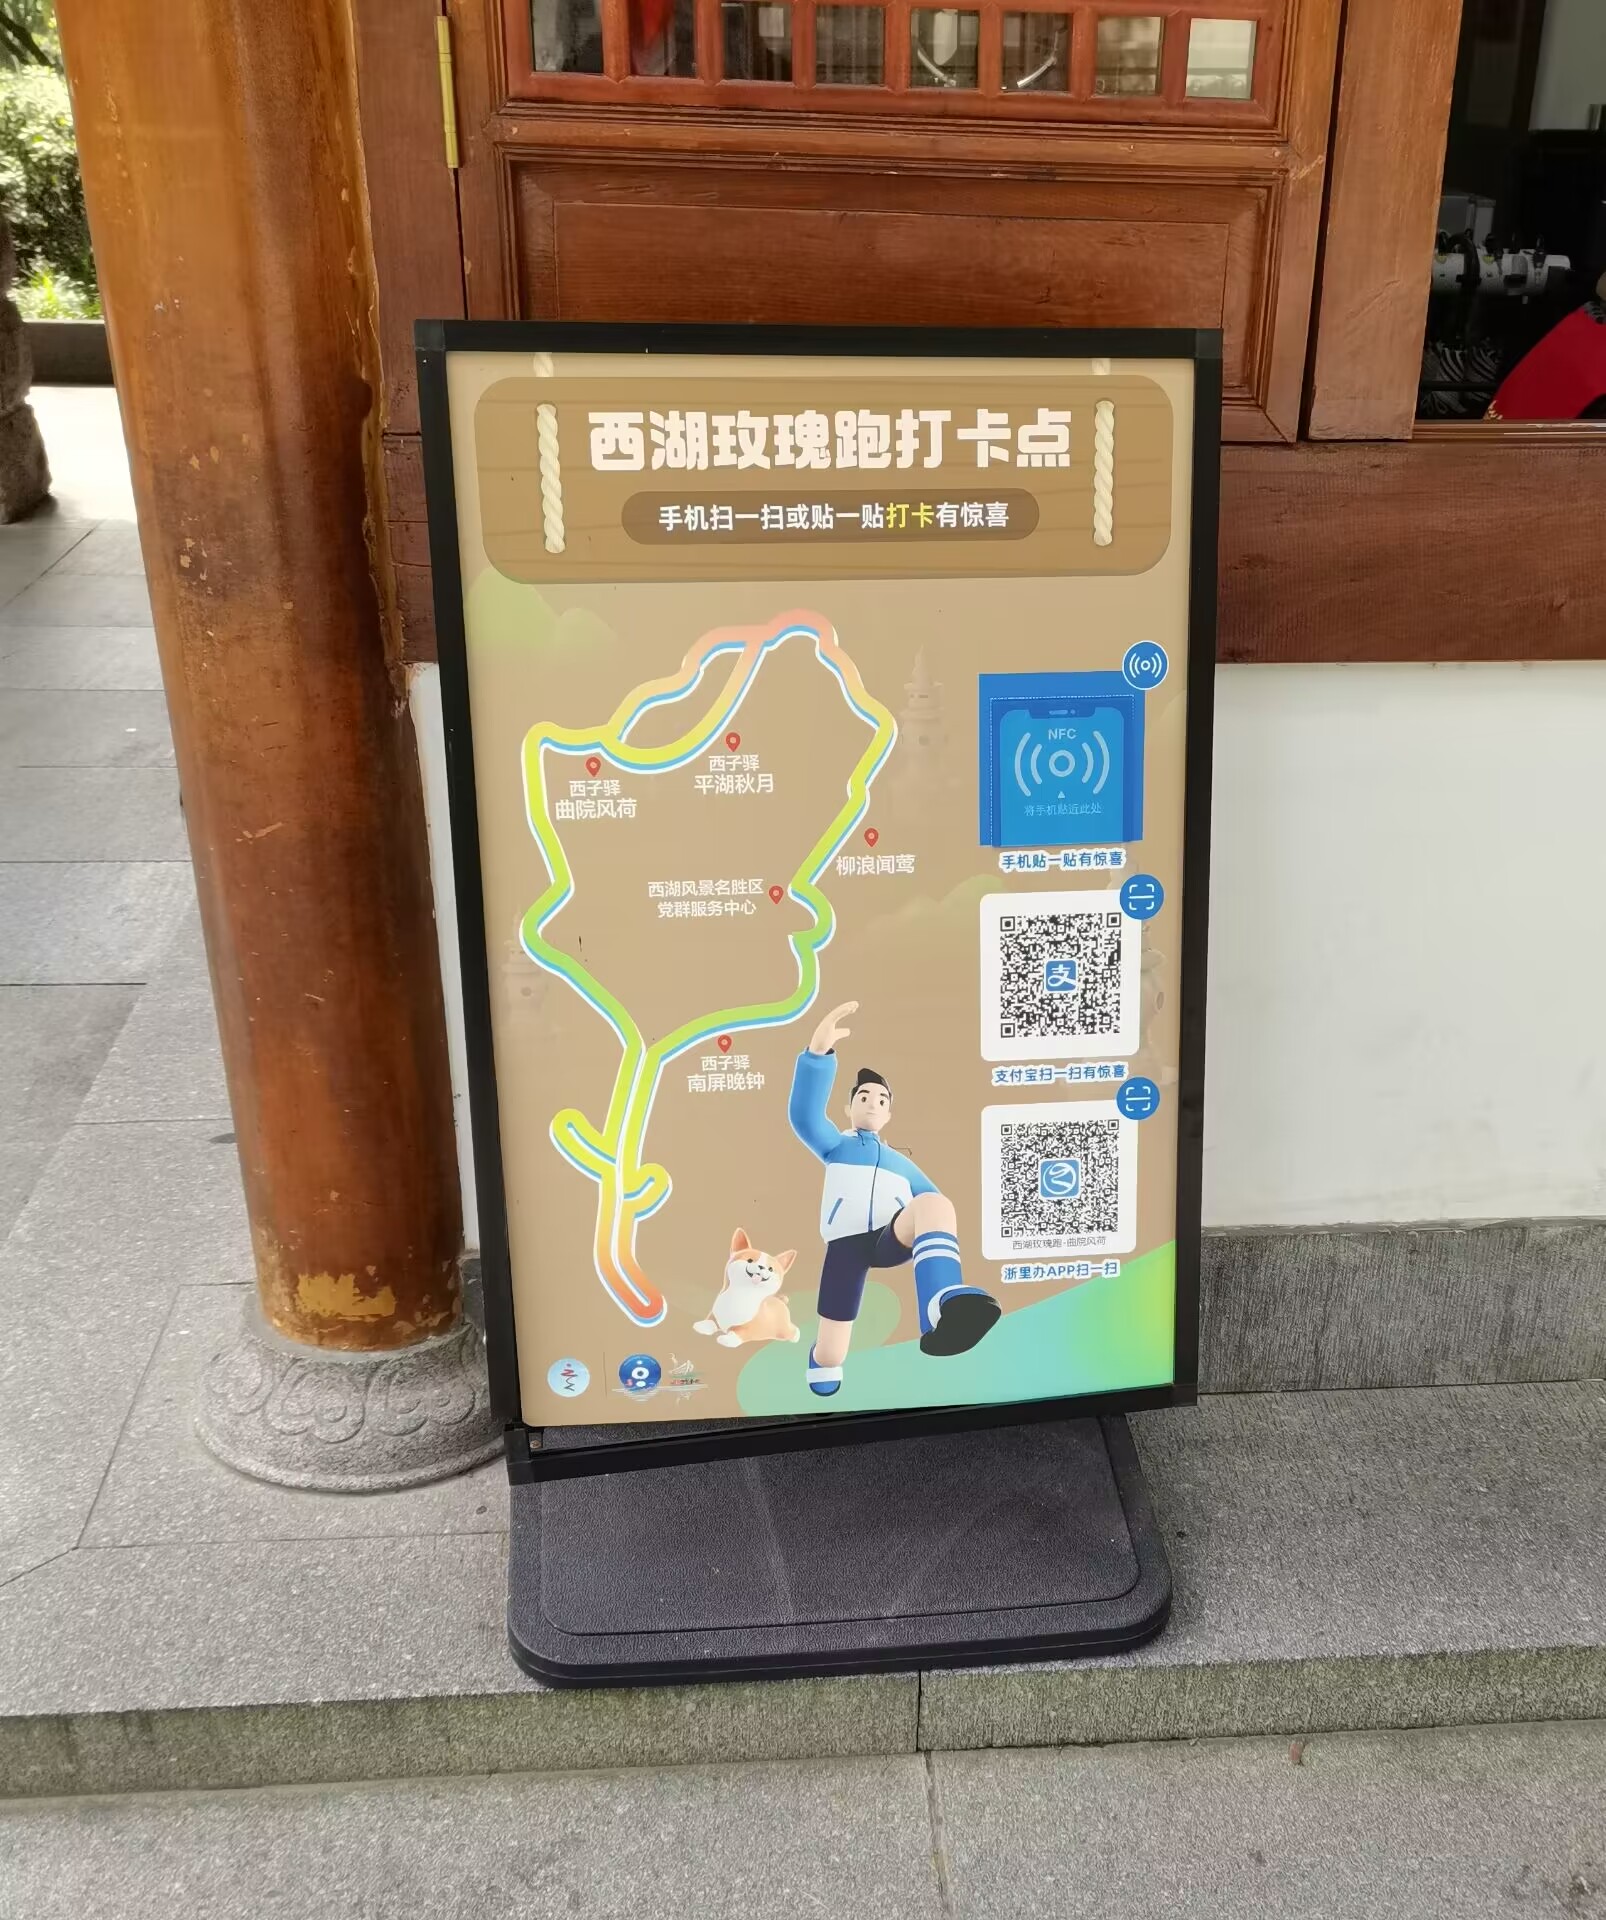 西湖玫瑰跑打卡点
手机扫一扫或贴一贴打卡有惊喜
西子驿
平湖秋月
西子驿
曲院风荷
柳浪闻莺
西湖风景名胜区
党群服务中心
西子驿
南屏晚钟
NFC
将手机贴近此处
手机贴一贴有惊喜
支
支付宝扫一扫有惊喜
西湖玫瑰跑-曲院风荷
浙里办APP扫一扫